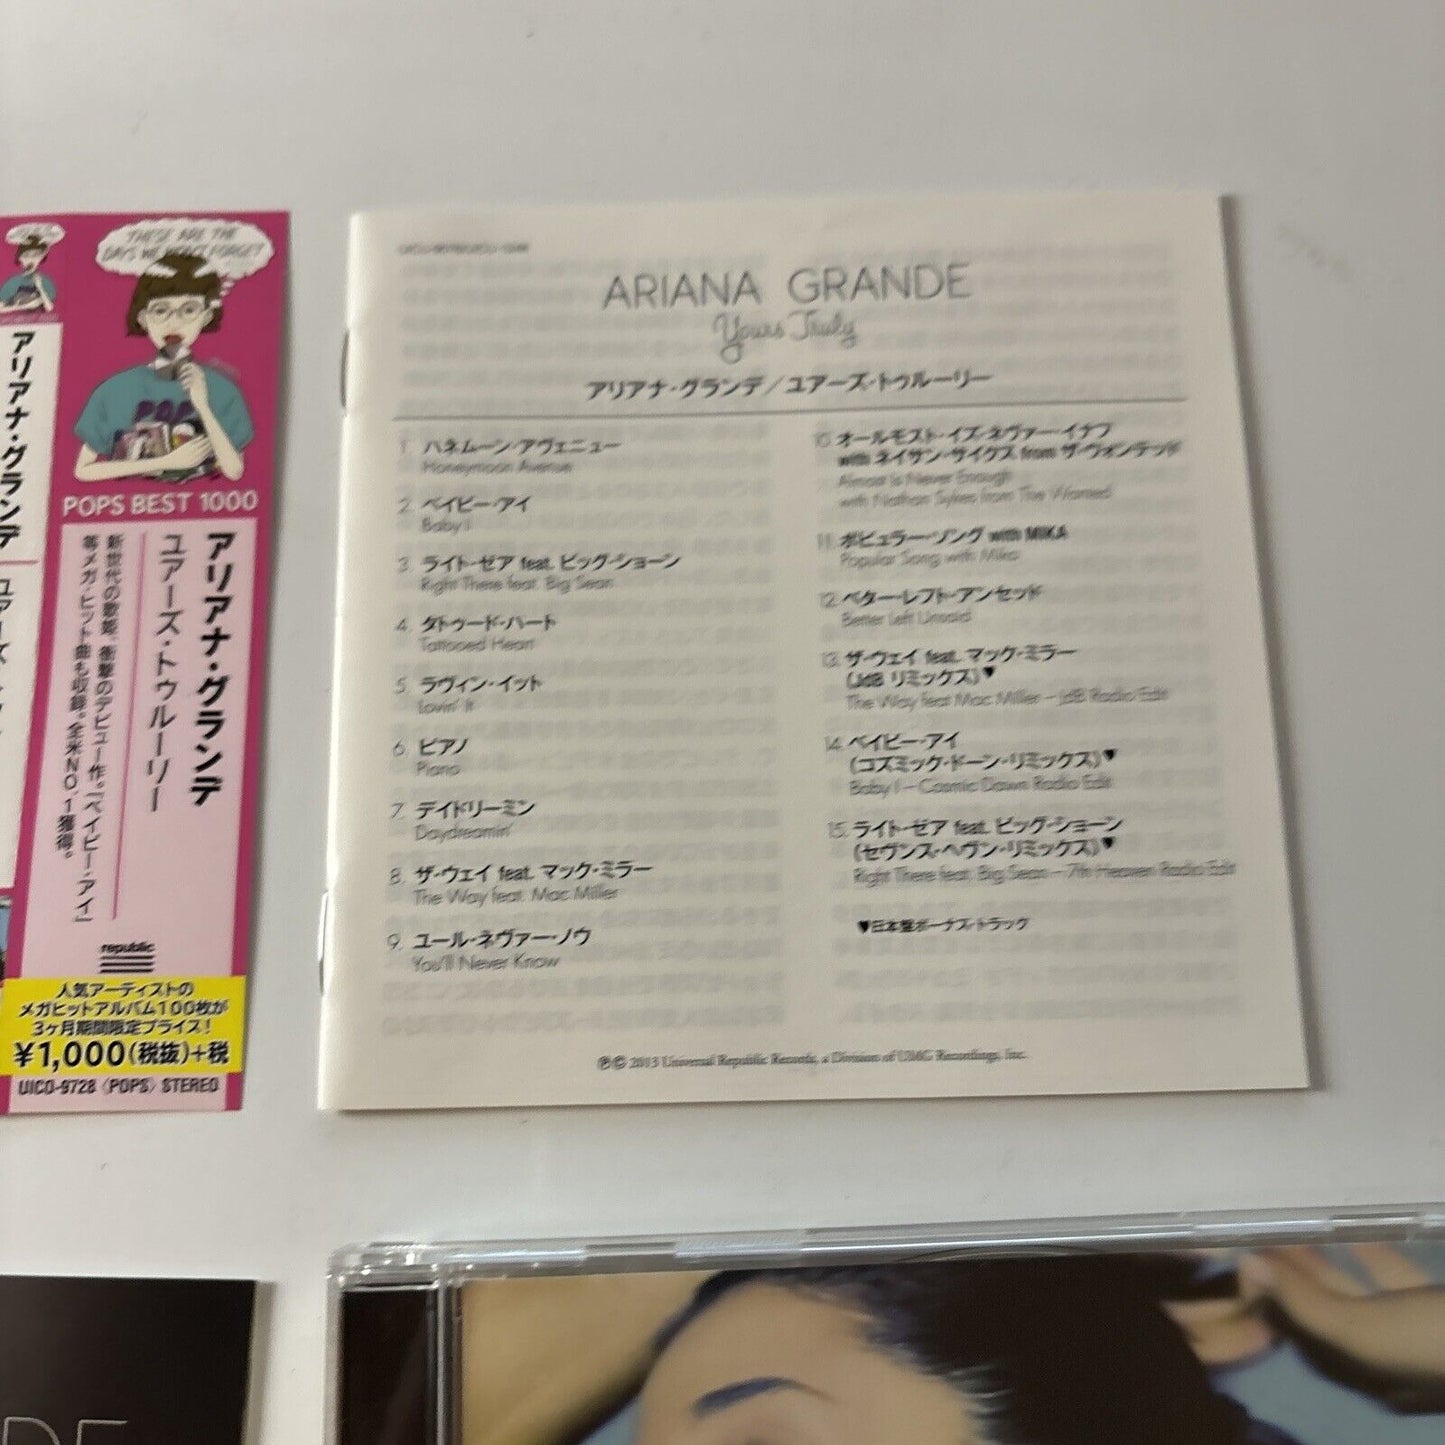 THESE ARE THE
DAYS WE WON'T FORGET
POP
POPS BEST 1000
アリアナ・グランデ
アリアナ・グランデ
ユアーズ・トゥルーリー
新世代の歌姫、衝撃のデビュー作。「ベイビー・アイ」
等メガ・ヒット曲も収録。全米NO.1獲得。
republic
人気アーティストの
メガヒットアルバム100枚が
3ヶ月期間限定プライス!
¥1,000(税抜)+税
UICO-9728 〈POPS〉 STEREO
ARIANA GRANDE
Yours Truly
アリアナ・グランデ/ユアーズ・トゥルーリー
1. ハネムーン・アヴェニュー
Honeymoon Avenue
2. ベイビー・アイ
Baby I
3. ライト・ゼア feat. ビッグ・ショーン
Right There feat. Big Sean
4. タトゥード・ハート
Tattooed Heart
5. ラヴィン・イット
Lovin' It
6. ピアノ
Piano
7. デイドリーミン
Daydreamin'
8. ザ・ウェイ feat. マック・ミラー
The Way feat. Mac Miller
9. ユール・ネヴァー・ノウ
You'll Never Know
10. オールモスト・イズ・ネヴァー・イナフ
with ネイサン・サイクス from ザ・ウォンテッド
Almost Is Never Enough
with Nathan Sykes from The Wanted
11. ポピュラー・ソング with MIKA
Popular Song with Mika
12. ベター・レフト・アンセッド
Better Left Unsaid
13. ザ・ウェイ feat. マック・ミラー
(JdB リミックス)♥
The Way feat Mac Miller – JdB Radio Edit
14. ベイビー・アイ
(コズミック・ドーン・リミックス)♥
Baby I – Cosmic Dawn Radio Edit
15. ライト・ゼア feat. ビッグ・ショーン
(セヴンス・ヘヴン・リミックス)♥
Right There feat. Big Sean – 7th Heaven Radio Edit
♥日本盤ボーナス・トラック
℗© 2013 Universal Republic Records, a Division of UMG Recordings, Inc.
DE